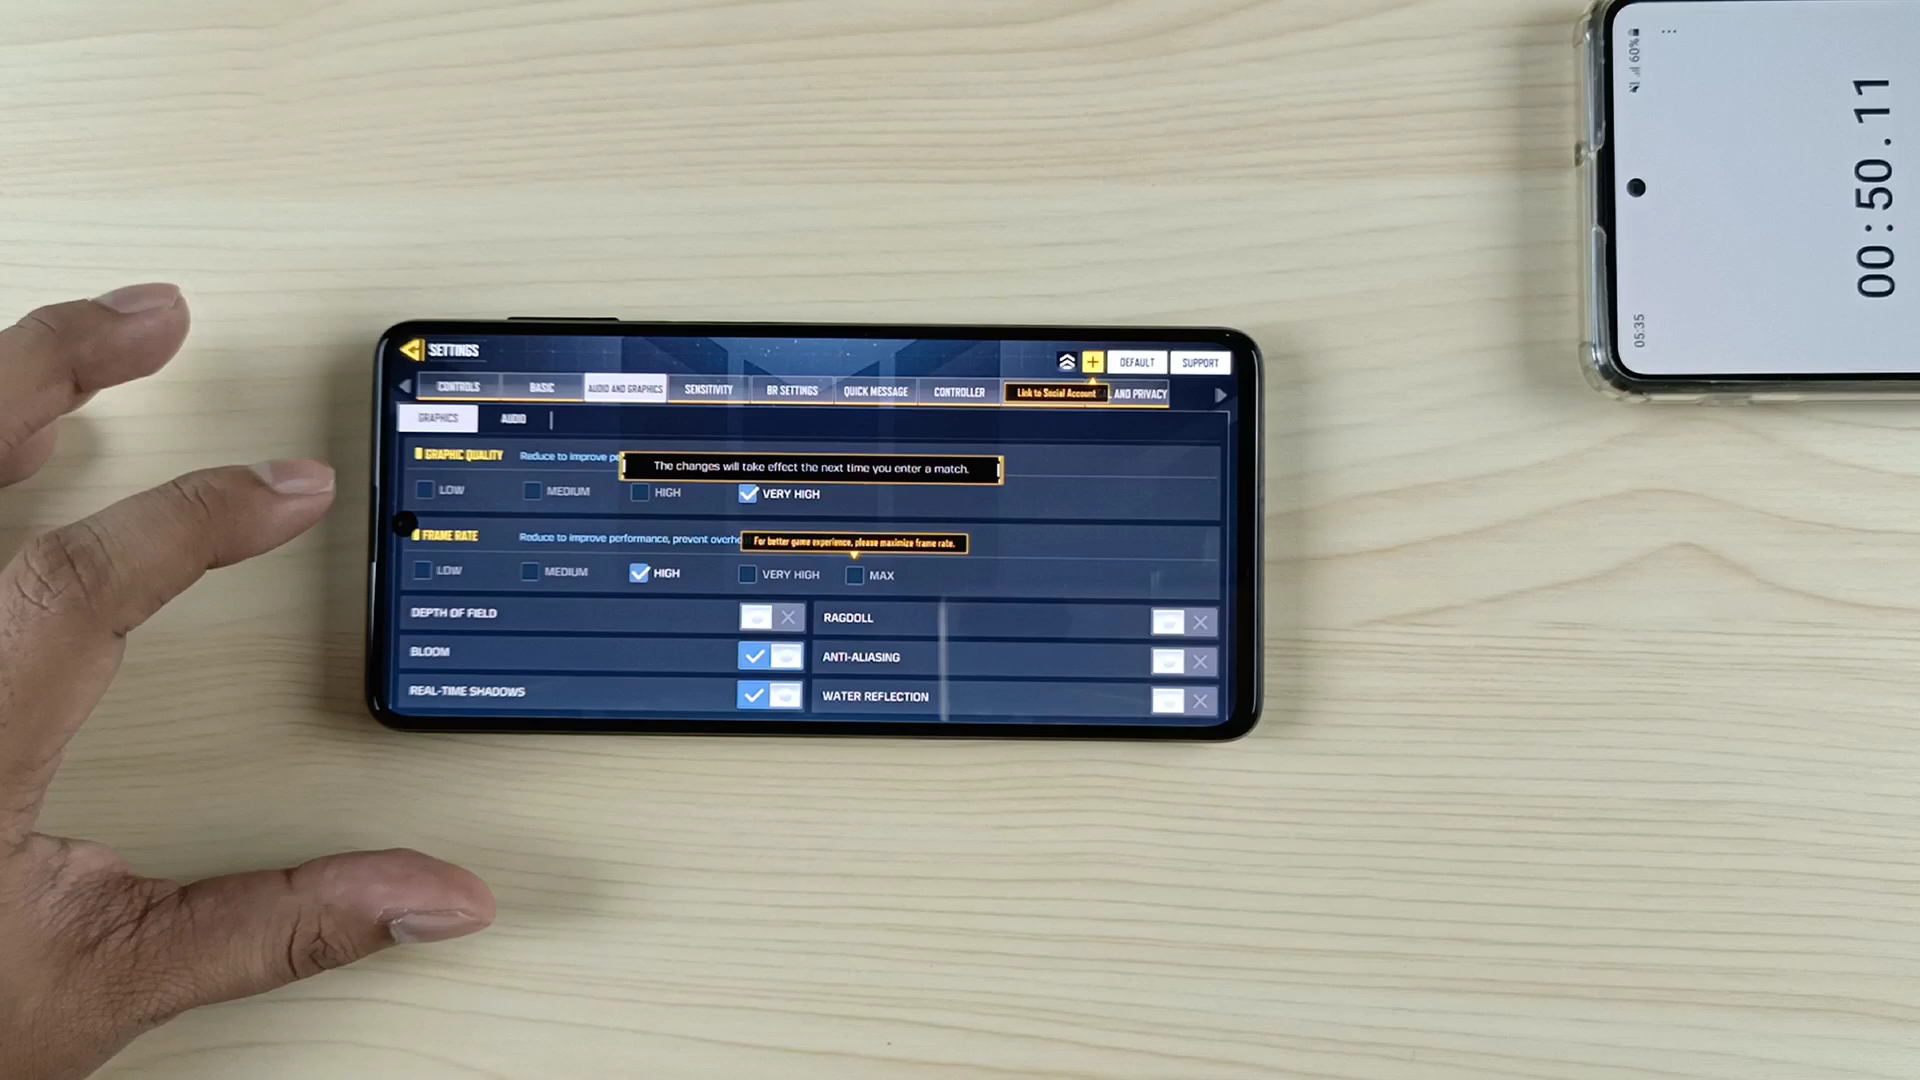 SETTINGS
+ DEFAULT SUPPORT
CONTROLS BASIC AUDIO AND GRAPHICS SENSITIVITY BR SETTINGS QUICK MESSAGE CONTROLLER Link to Social Account AND PRIVACY
GRAPHICS AUDIO
GRAPHIC QUALITY Reduce to improve
The changes will take effect the next time you enter a match.
LOW MEDIUM HIGH VERY HIGH
FRAME RATE Reduce to improve performance, prevent
For better game experience, please maximize frame rate.
LOW MEDIUM HIGH VERY HIGH MAX
DEPTH OF FIELD RAGDOLL
BLOOM ANTI-ALIASING
REAL-TIME SHADOWS WATER REFLECTION
05:35 60%
00:50.11